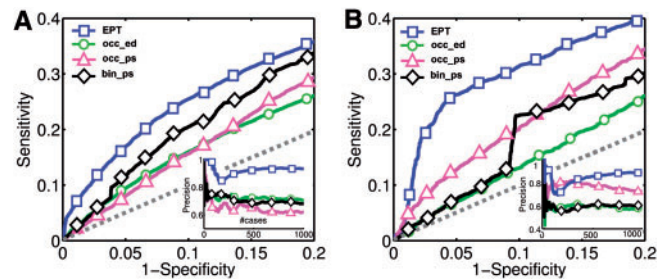 A
EPT
occ_ed
occ_ps
bin_ps
Sensitivity
0.4
0.3
0.2
0.1
0
0.05 0.1 0.15 0.2
1-Specificity
Precision
1
0.8
0.6
0 500 1000
#cases
B
EPT
occ_ed
occ_ps
bin_ps
Sensitivity
0.4
0.3
0.2
0.1
0
0 0.05 0.1 0.15 0.2
1-Specificity
Precision
1
0.8
0.6
0.4
0 500 1000